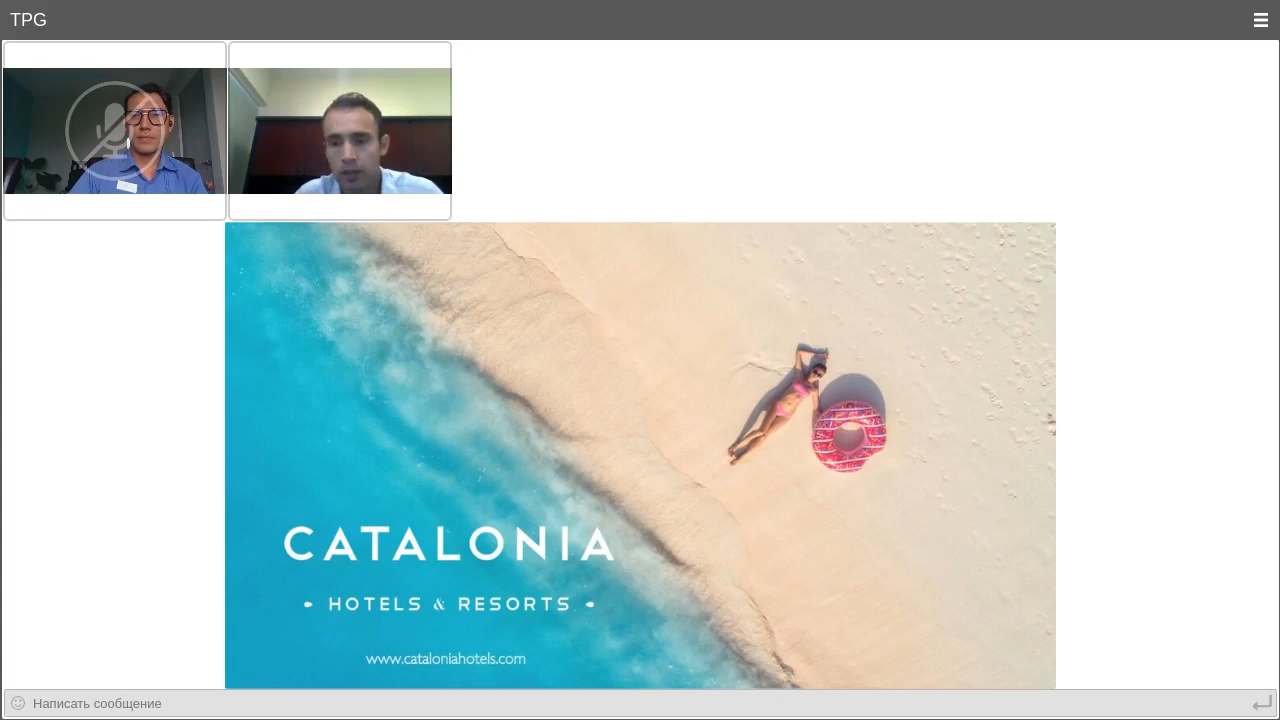 TPG
CATALONIA
HOTELS & RESORTS
www.cataloniahotels.com
Написать сообщение